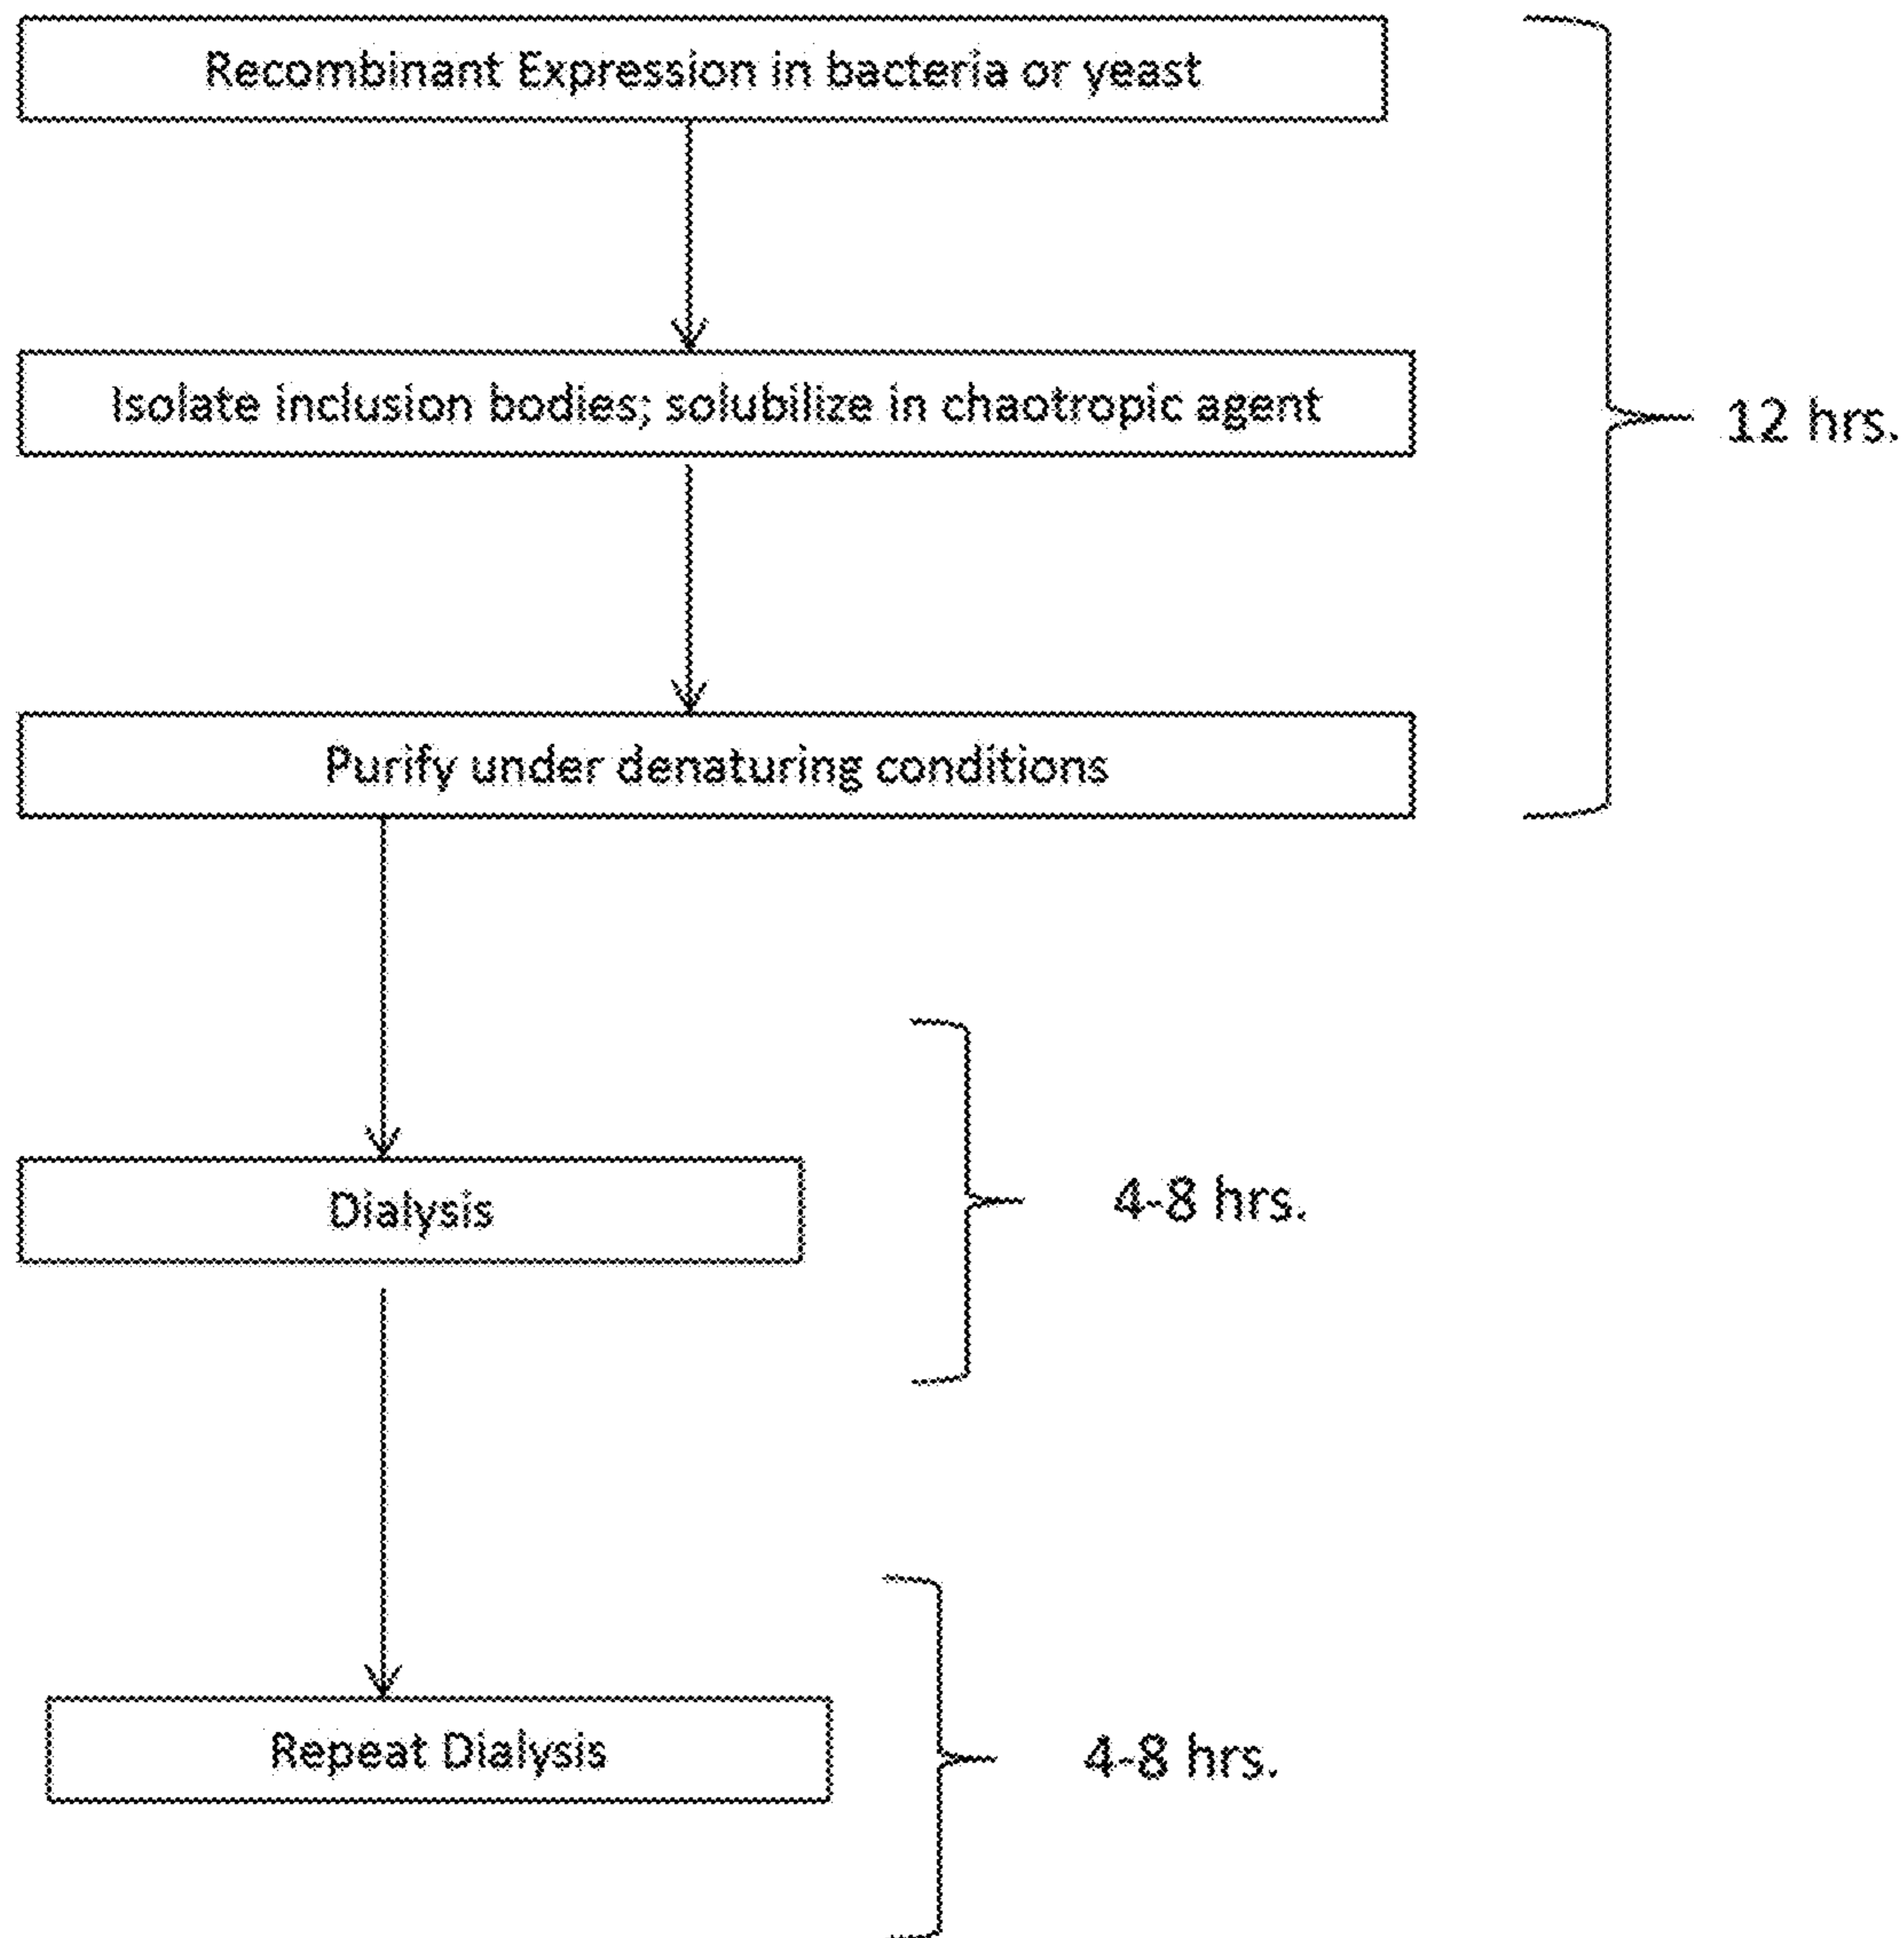 Recombinant Expression in bacteria or yeast
Isolate inclusion bodies; solubilize in chaotropic agent
12 hrs.
Purify under denaturing conditions
Dialysis
4-8 hrs.
Repeat Dialysis
4-8 hrs.